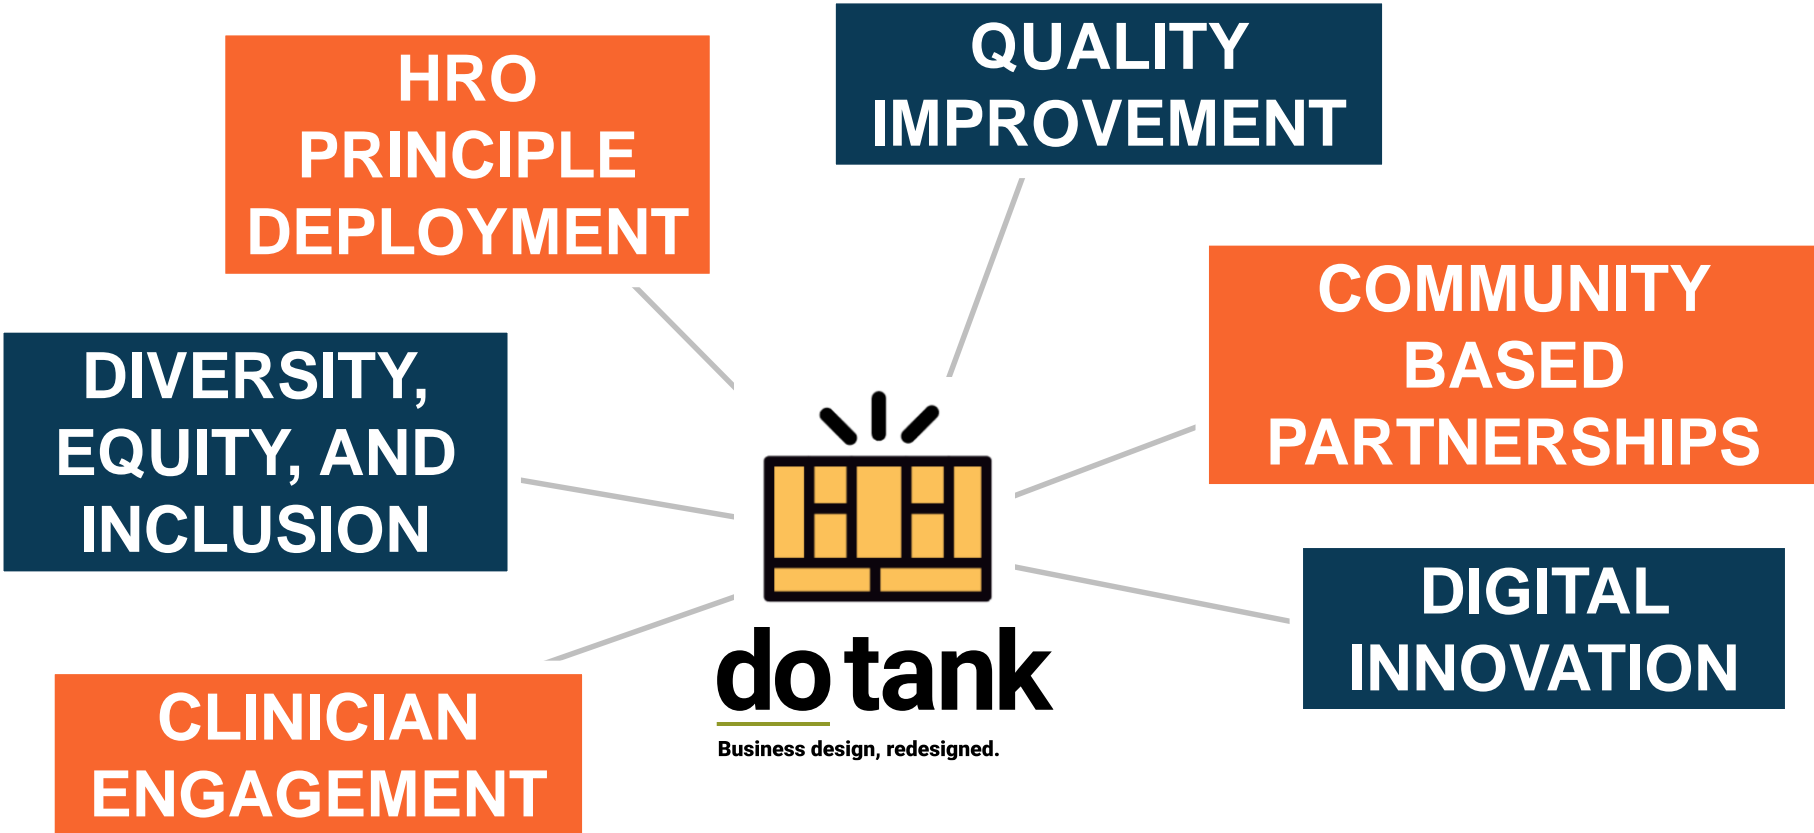 HRO
PRINCIPLE
DEPLOYMENT
QUALITY
IMPROVEMENT
DIVERSITY,
EQUITY, AND
INCLUSION
COMMUNITY
BASED
PARTNERSHIPS
DIGITAL
INNOVATION
CLINICIAN
ENGAGEMENT
do tank
Business design, redesigned.